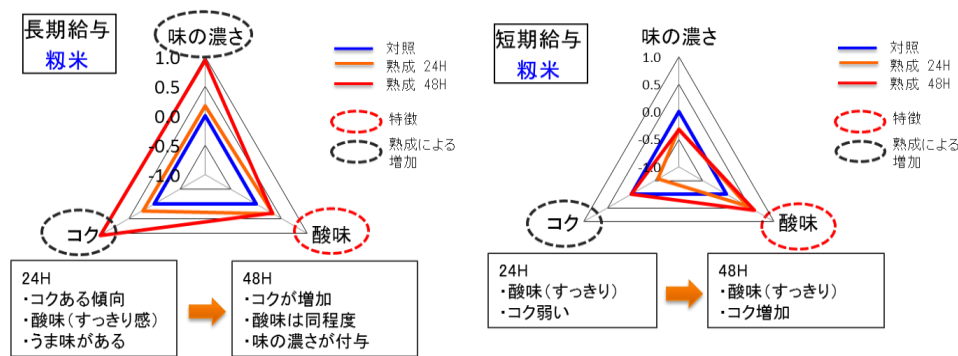 長期給与
籾米
味の濃さ
1.0
0.5
0.0
-0.5
-1.0
コク
酸味
対照
熟成 24H
熟成 48H
特徴
熟成による
増加
24H
・コクある傾向
・酸味(すっきり感)
・うま味がある
48H
・コクが増加
・酸味は同程度
・味の濃さが付与
短期給与
籾米
味の濃さ
1.0
0.5
0.0
-0.5
-1.0
コク
酸味
対照
熟成 24H
熟成 48H
特徴
熟成による
増加
24H
・酸味(すっきり)
・コク弱い
48H
・酸味(すっきり)
・コク増加